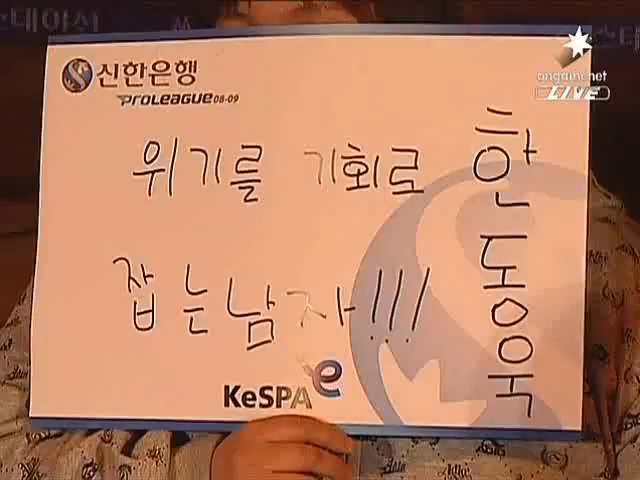 신한은행
PROLEAGUE 08-09
ongamenet
LIVE
위기를 기회로
잡는남자!!!
한동욱
KeSPA